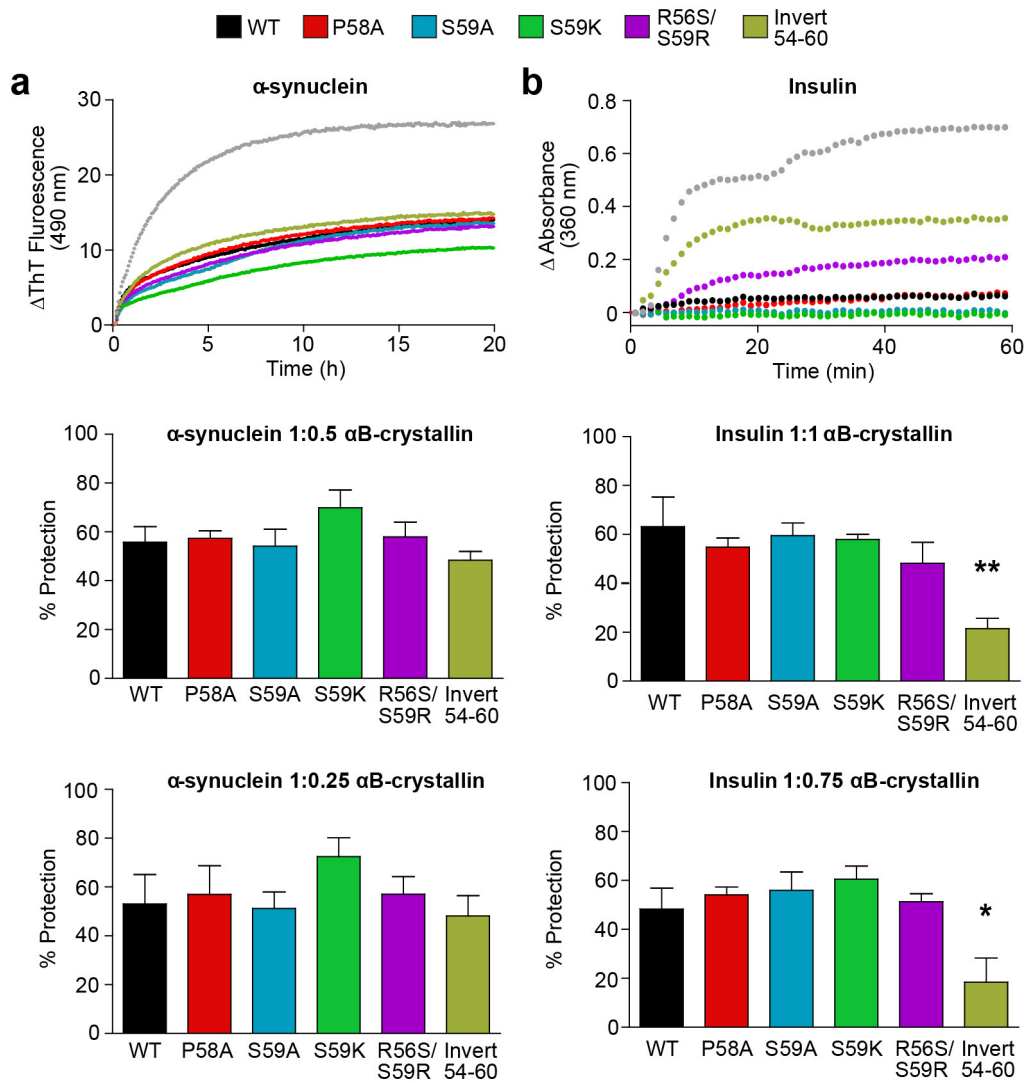 WT P58A S59A S59K R56S/ Invert
S59R 54-60
a
α-synuclein
ΔThT Fluroescence
(490 nm)
30
20
10
0
0 5 10 15 20
Time (h)
b
Insulin
Δ Absorbance
(360 nm)
0.8
0.6
0.4
0.2
0
0 20 40 60
Time (min)
α-synuclein 1:0.5 αB-crystallin
% Protection
100
80
60
40
20
0
WT P58A S59A S59K R56S/ Invert
S59R 54-60
Insulin 1:1 αB-crystallin
% Protection
100
80
60
40
20
0
**
WT P58A S59A S59K R56S/ Invert
S59R 54-60
α-synuclein 1:0.25 αB-crystallin
% Protection
100
80
60
40
20
0
WT P58A S59A S59K R56S/ Invert
S59R 54-60
Insulin 1:0.75 αB-crystallin
% Protection
100
80
60
40
20
0
*
WT P58A S59A S59K R56S/ Invert
S59R 54-60